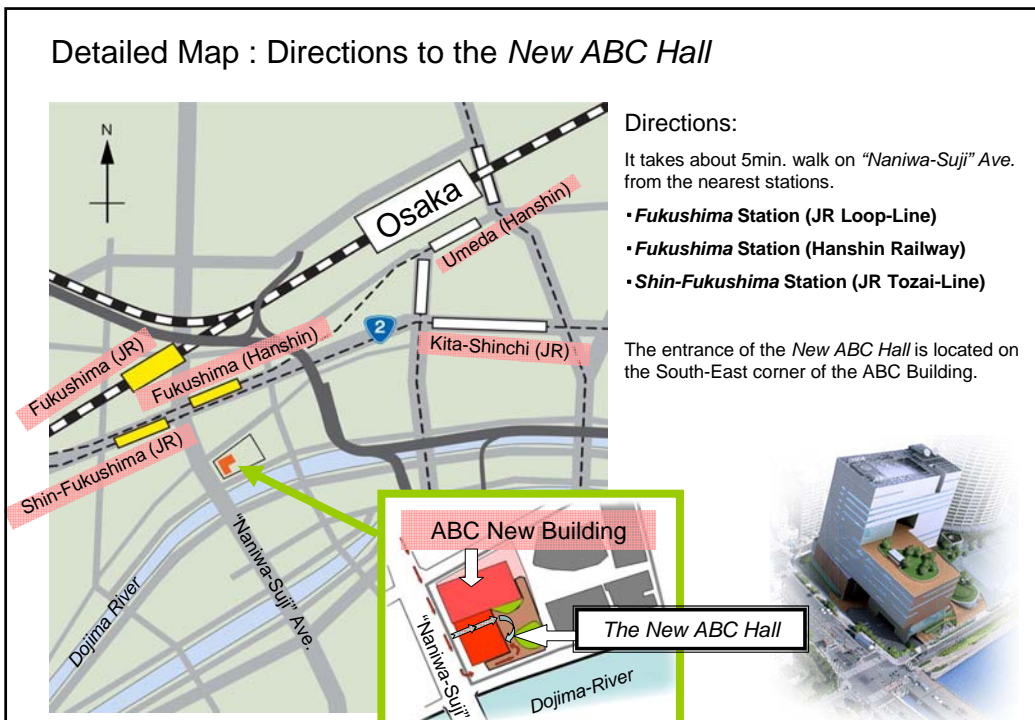 Detailed Map : Directions to the New ABC Hall
N
Osaka
Umeda (Hanshin)
2
Kita-Shinchi (JR)
Fukushima (JR)
Fukushima (Hanshin)
Shin-Fukushima (JR)
"Naniwa-Suji" Ave.
Dojima River
ABC New Building
The New ABC Hall
"Naniwa-Suji"
Dojima-River
Directions:
It takes about 5min. walk on "Naniwa-Suji" Ave.
from the nearest stations.
・Fukushima Station (JR Loop-Line)
・Fukushima Station (Hanshin Railway)
・Shin-Fukushima Station (JR Tozai-Line)
The entrance of the New ABC Hall is located on
the South-East corner of the ABC Building.